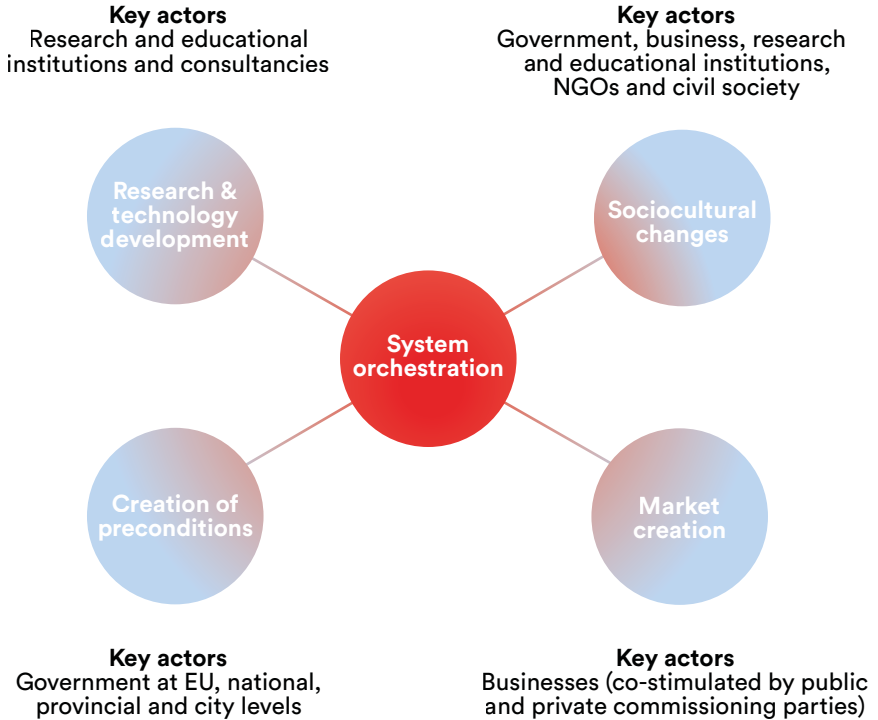 Key actors
Research and educational
institutions and consultancies
Key actors
Government, business, research
and educational institutions,
NGOs and civil society
Research &
technology
development
Sociocultural
changes
System
orchestration
Creation of
preconditions
Market
creation
Key actors
Government at EU, national,
provincial and city levels
Key actors
Businesses (co-stimulated by public
and private commissioning parties)